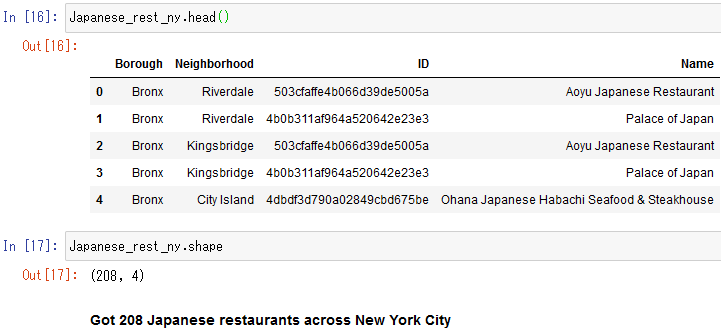 In [16]: Japanese_rest_ny.head()
Out[16]:
Borough Neighborhood ID Name
0 Bronx Riverdale 503cfaffe4b066d39de5005a Aoyu Japanese Restaurant
1 Bronx Riverdale 4b0b311af964a520642e23e3 Palace of Japan
2 Bronx Kingsbridge 503cfaffe4b066d39de5005a Aoyu Japanese Restaurant
3 Bronx Kingsbridge 4b0b311af964a520642e23e3 Palace of Japan
4 Bronx City Island 4dbdf3d790a02849cbd675be Ohana Japanese Habachi Seafood & Steakhouse
In [17]: Japanese_rest_ny.shape
Out[17]: (208, 4)
Got 208 Japanese restaurants across New York City